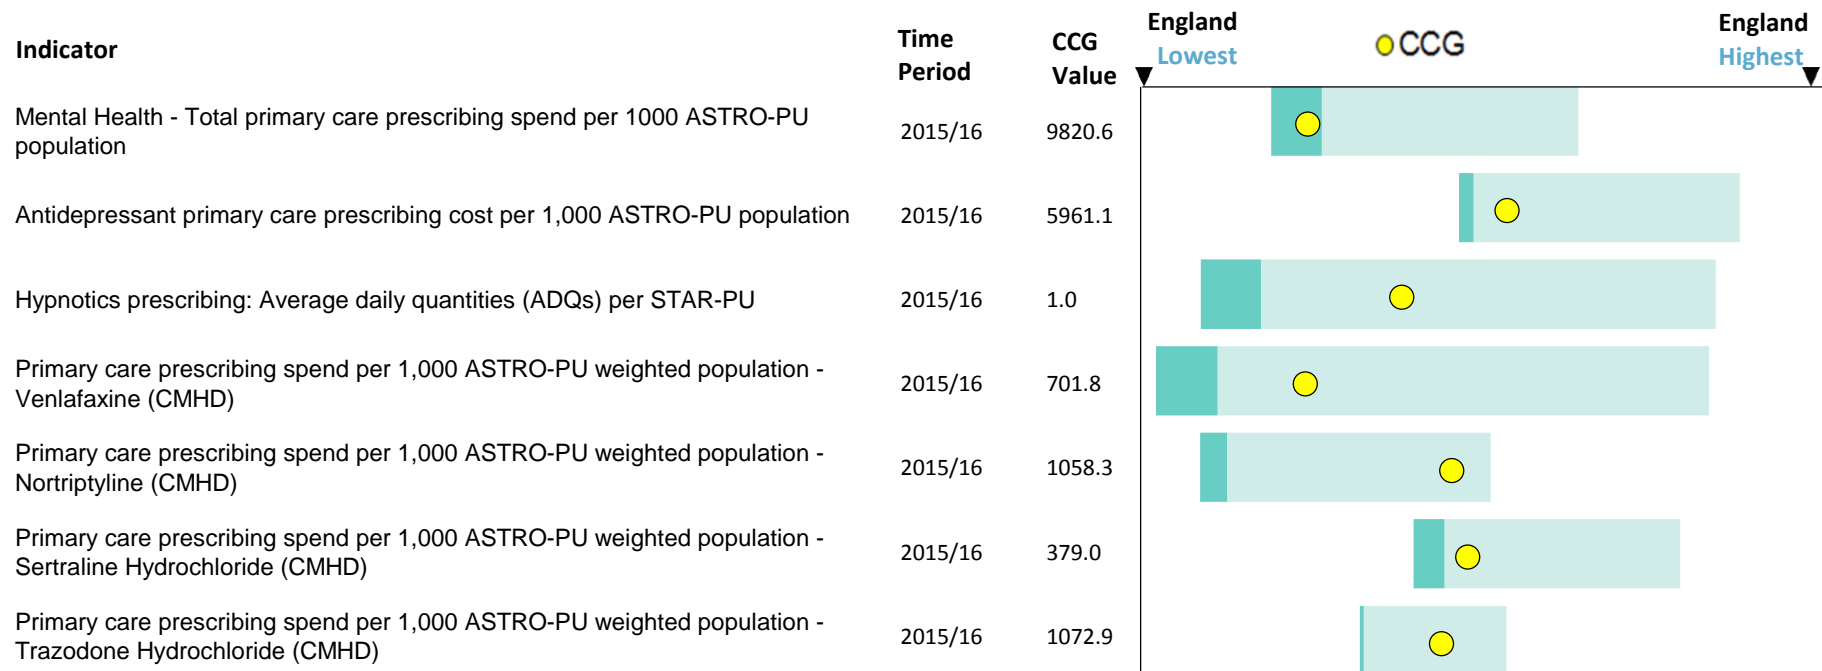 Indicator
Time
Period
CCG
Value
England
Lowest
CCG
England
Highest
Mental Health - Total primary care prescribing spend per 1000 ASTRO-PU
population
2015/16
9820.6
Antidepressant primary care prescribing cost per 1,000 ASTRO-PU population
2015/16
5961.1
Hypnotics prescribing: Average daily quantities (ADQs) per STAR-PU
2015/16
1.0
Primary care prescribing spend per 1,000 ASTRO-PU weighted population -
Venlafaxine (CMHD)
2015/16
701.8
Primary care prescribing spend per 1,000 ASTRO-PU weighted population -
Nortriptyline (CMHD)
2015/16
1058.3
Primary care prescribing spend per 1,000 ASTRO-PU weighted population -
Sertraline Hydrochloride (CMHD)
2015/16
379.0
Primary care prescribing spend per 1,000 ASTRO-PU weighted population -
Trazodone Hydrochloride (CMHD)
2015/16
1072.9